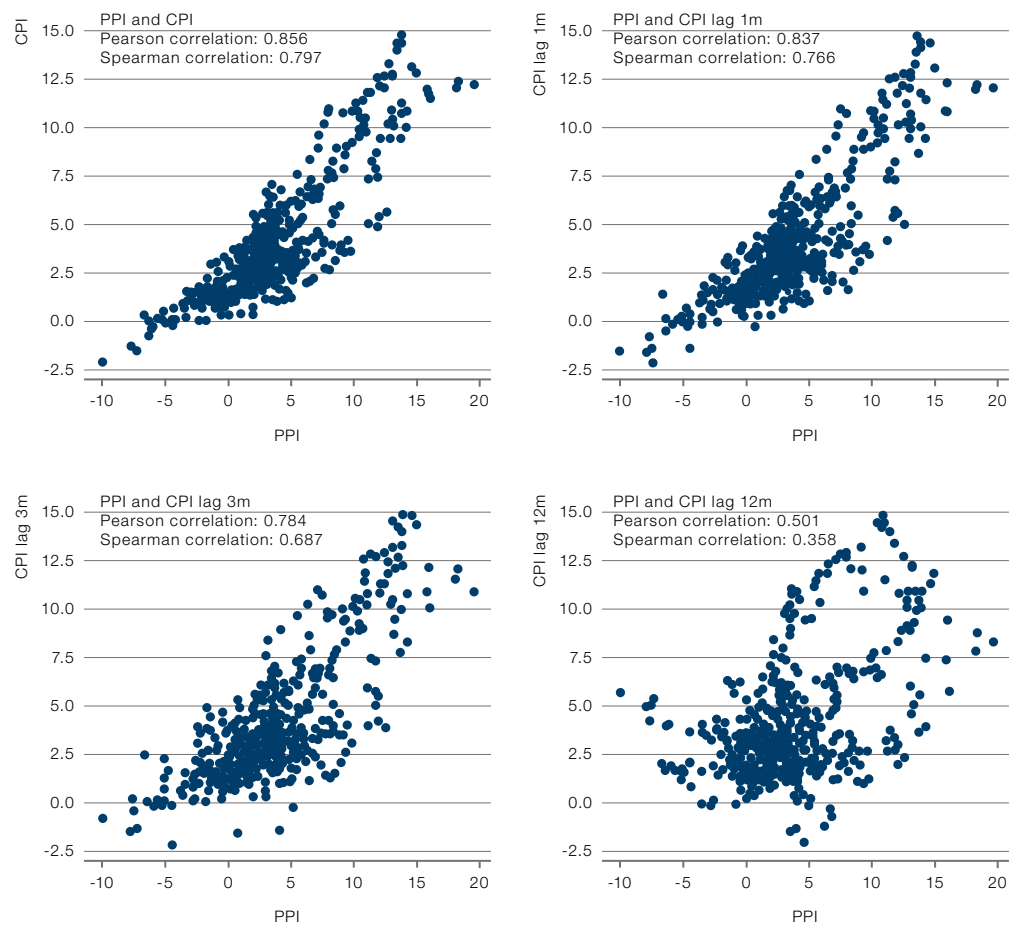 PPI and CPI
Pearson correlation: 0.856
Spearman correlation: 0.797
CPI
15.0
12.5
10.0
7.5
5.0
2.5
0.0
-2.5
-10 -5 0 5 10 15 20
PPI
PPI and CPI lag 1m
Pearson correlation: 0.837
Spearman correlation: 0.766
CPI lag 1m
15.0
12.5
10.0
7.5
5.0
2.5
0.0
-2.5
-10 -5 0 5 10 15 20
PPI
PPI and CPI lag 3m
Pearson correlation: 0.784
Spearman correlation: 0.687
CPI lag 3m
15.0
12.5
10.0
7.5
5.0
2.5
0.0
-2.5
-10 -5 0 5 10 15 20
PPI
PPI and CPI lag 12m
Pearson correlation: 0.501
Spearman correlation: 0.358
CPI lag 12m
15.0
12.5
10.0
7.5
5.0
2.5
0.0
-2.5
-10 -5 0 5 10 15 20
PPI